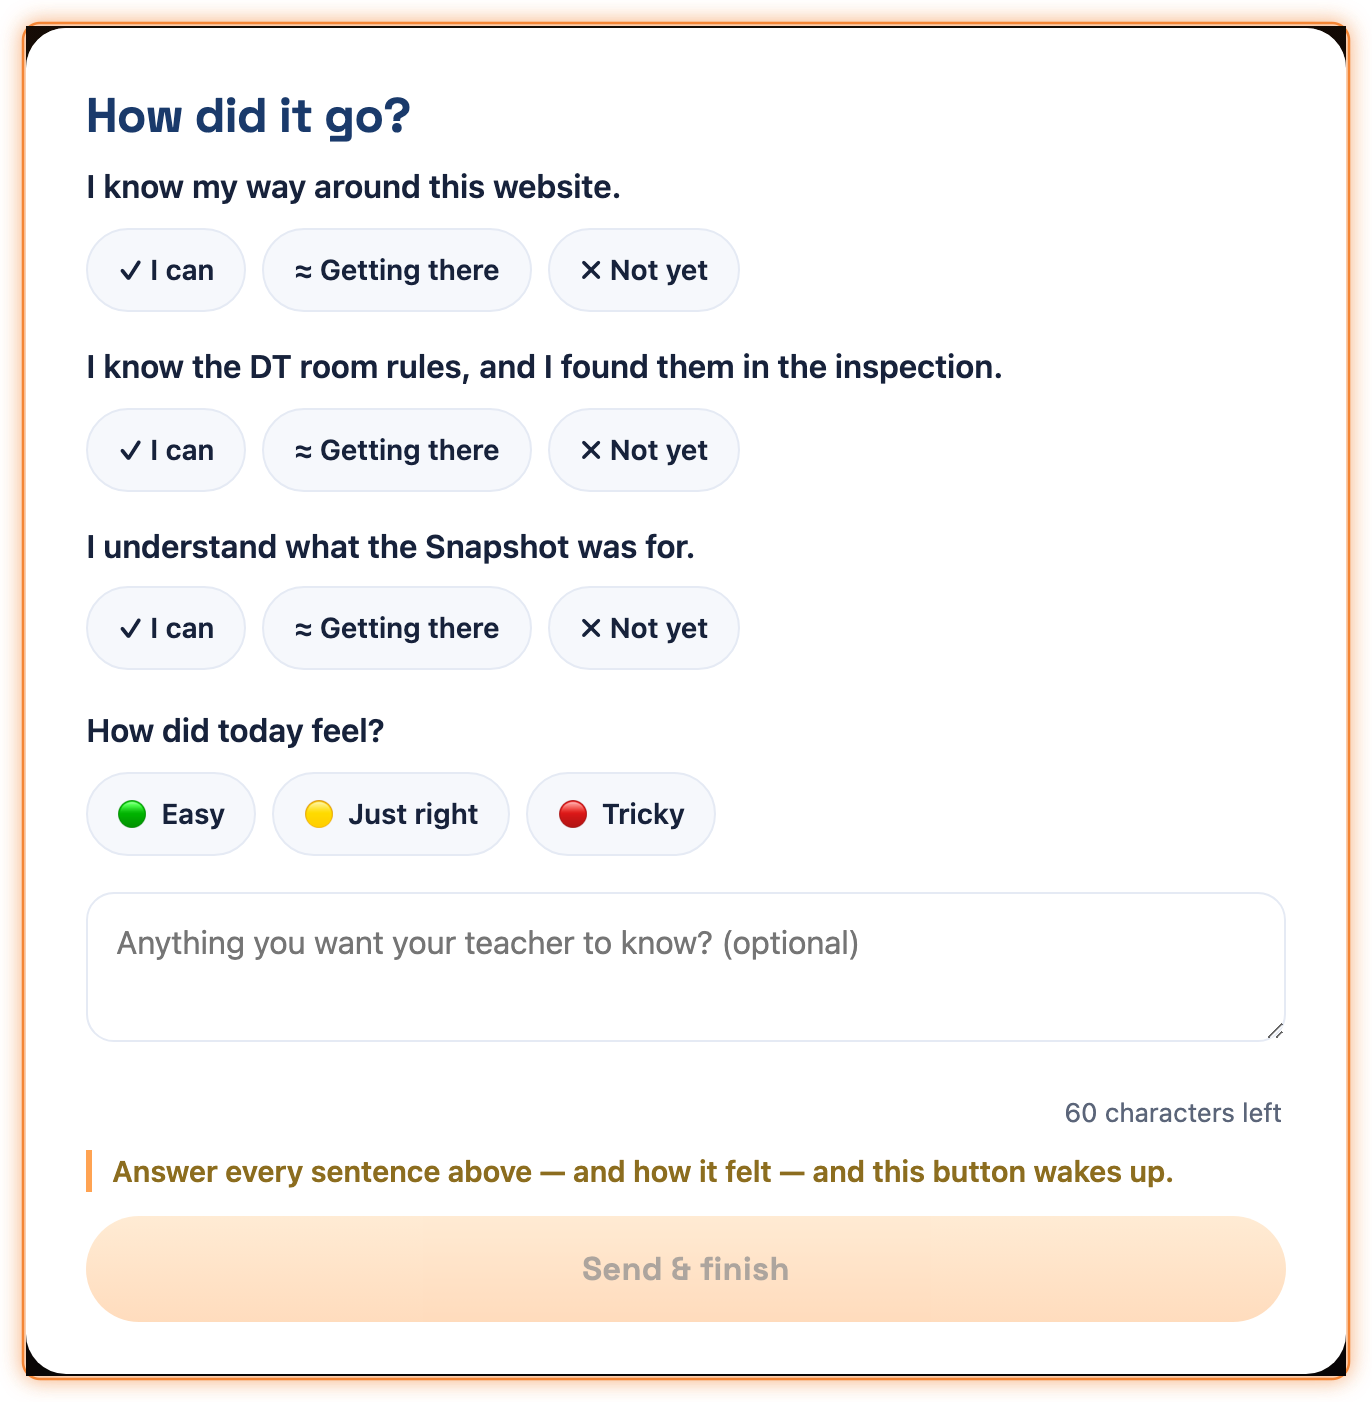 How did it go?
I know my way around this website.
✓ I can ≈ Getting there ✕ Not yet
I know the DT room rules, and I found them in the inspection.
✓ I can ≈ Getting there ✕ Not yet
I understand what the Snapshot was for.
✓ I can ≈ Getting there ✕ Not yet
How did today feel?
Easy Just right Tricky
Anything you want your teacher to know? (optional)
60 characters left
Answer every sentence above — and how it felt — and this button wakes up.
Send & finish